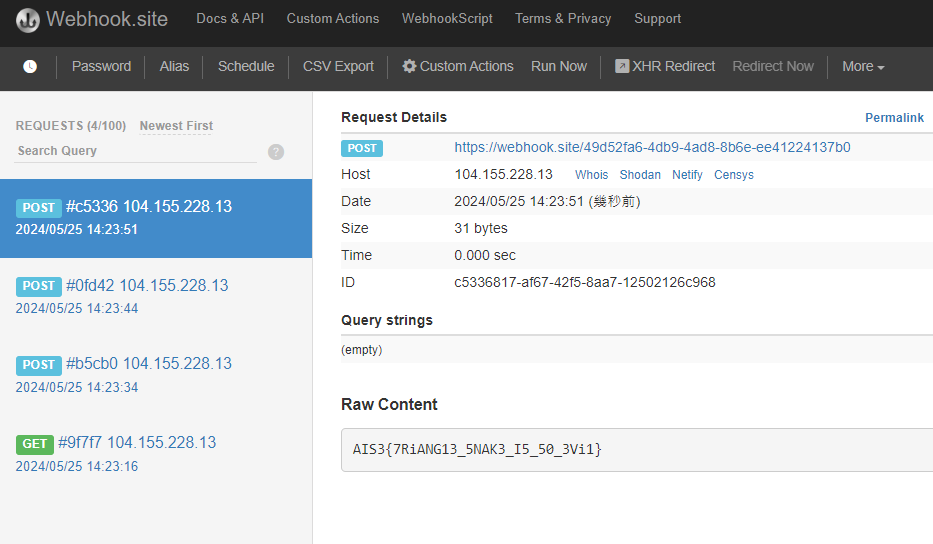 Webhook.site Docs & API Custom Actions WebhookScript Terms & Privacy Support
Password Alias Schedule CSV Export Custom Actions Run Now XHR Redirect Redirect Now More
REQUESTS (4/100) Newest First
Search Query ?
POST #c5336 104.155.228.13
2024/05/25 14:23:51
POST #0fd42 104.155.228.13
2024/05/25 14:23:44
POST #b5cb0 104.155.228.13
2024/05/25 14:23:34
GET #9f7f7 104.155.228.13
2024/05/25 14:23:16
Request Details Permalink
POST https://webhook.site/49d52fa6-4db9-4ad8-8b6e-ee41224137b0
Host 104.155.228.13 Whois Shodan Netify Censys
Date 2024/05/25 14:23:51 (幾秒前)
Size 31 bytes
Time 0.000 sec
ID c5336817-af67-42f5-8aa7-12502126c968
Query strings
(empty)
Raw Content
AIS3{7RiANG13_5NAK3_I5_50_3Vi1}